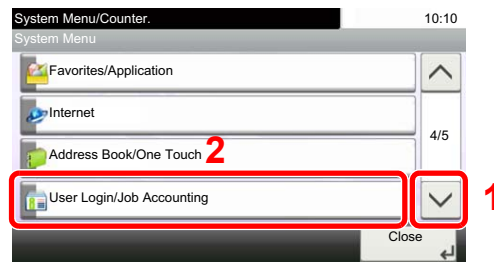 System Menu/Counter. 10:10
System Menu
Favorites/Application
Internet
4/5
Address Book/One Touch 2
User Login/Job Accounting 1
Close